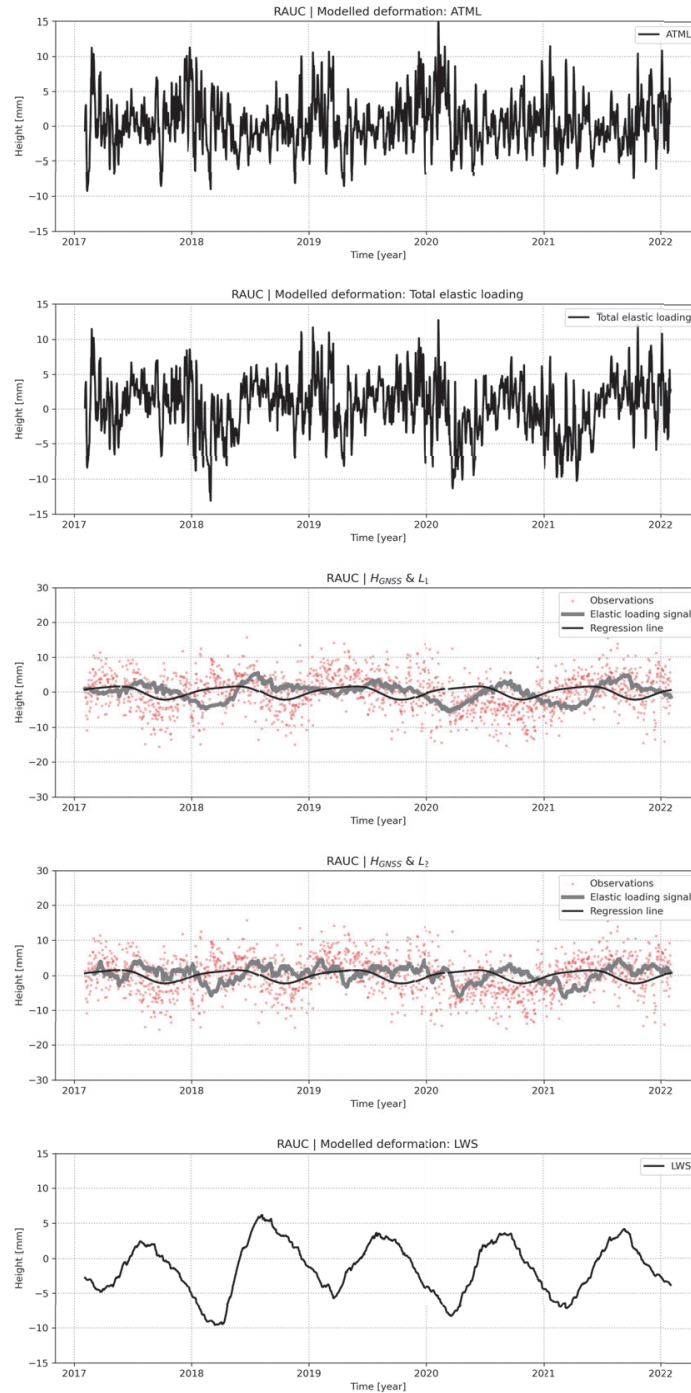 RAUC | Modelled deformation: ATML
15
10
5
0
−5
−10
−15
Height [mm]
ATML
2017
2018
2019
2020
2021
2022
Time [year]
RAUC | Modelled deformation: Total elastic loading
15
10
5
0
−5
−10
−15
Height [mm]
Total elastic loading
2017
2018
2019
2020
2021
2022
Time [year]
RAUC | H_GNSS & L_1
30
20
10
0
−10
−20
−30
Height [mm]
Observations
Elastic loading signal
Regression line
2017
2018
2019
2020
2021
2022
Time [year]
RAUC | H_GNSS & L_2
30
20
10
0
−10
−20
−30
Height [mm]
Observations
Elastic loading signal
Regression line
2017
2018
2019
2020
2021
2022
Time [year]
RAUC | Modelled deformation: LWS
15
10
5
0
−5
−10
−15
Height [mm]
LWS
2017
2018
2019
2020
2021
2022
Time [year]